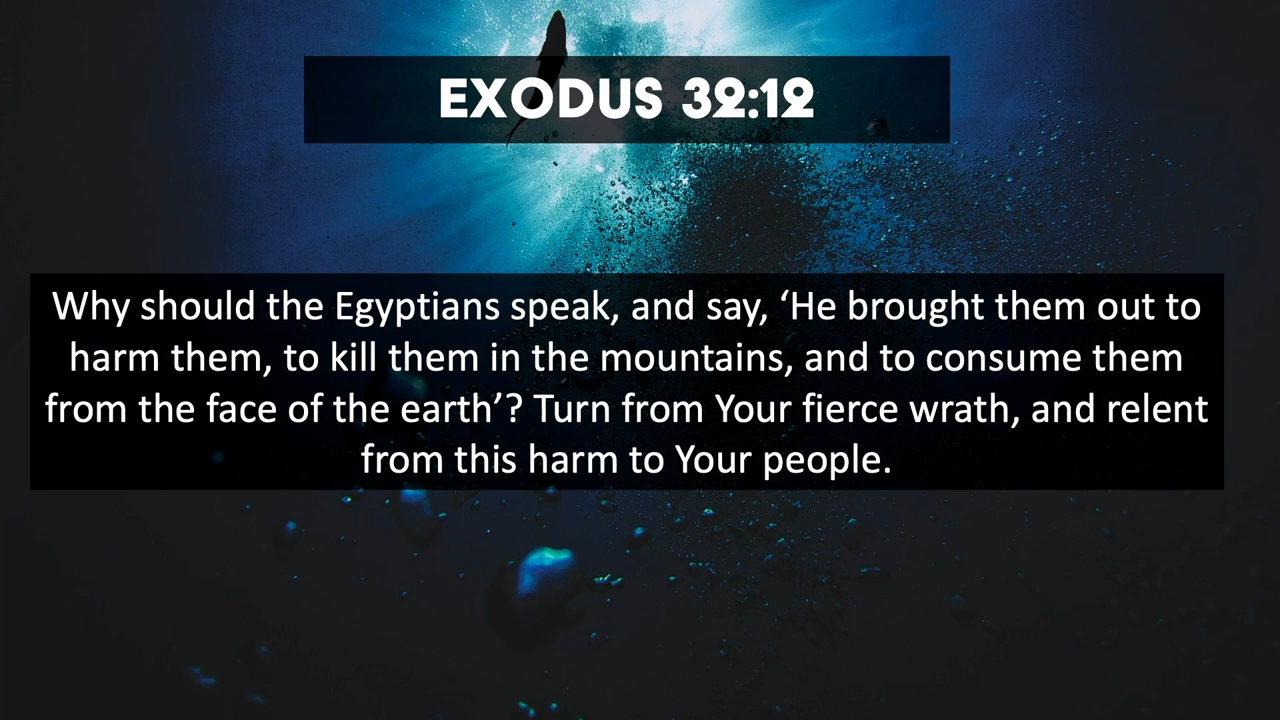 EXODUS 32:12
Why should the Egyptians speak, and say, ‘He brought them out to
harm them, to kill them in the mountains, and to consume them
from the face of the earth’? Turn from Your fierce wrath, and relent
from this harm to Your people.